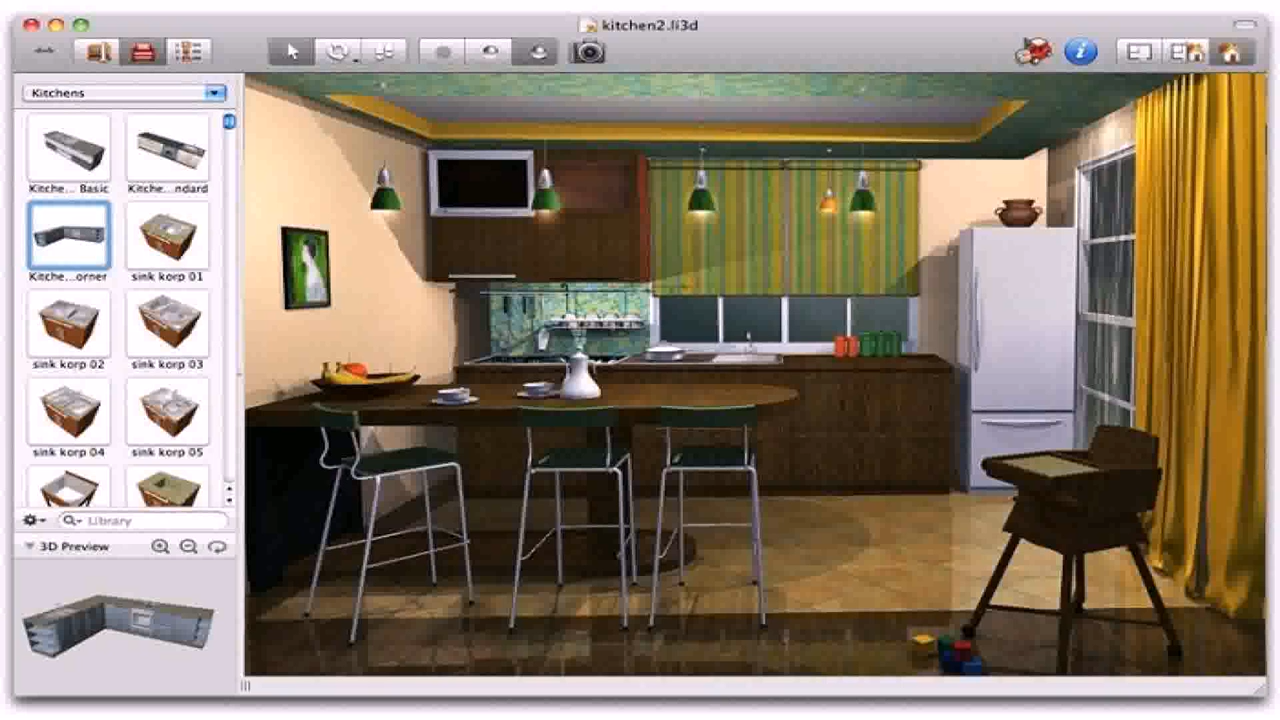 kitchen2.li3d
Kitchens
Kitche... Basic
Kitche...ndard
Kitche...orner
sink korp 01
sink korp 02
sink korp 03
sink korp 04
sink korp 05
Library
3D Preview